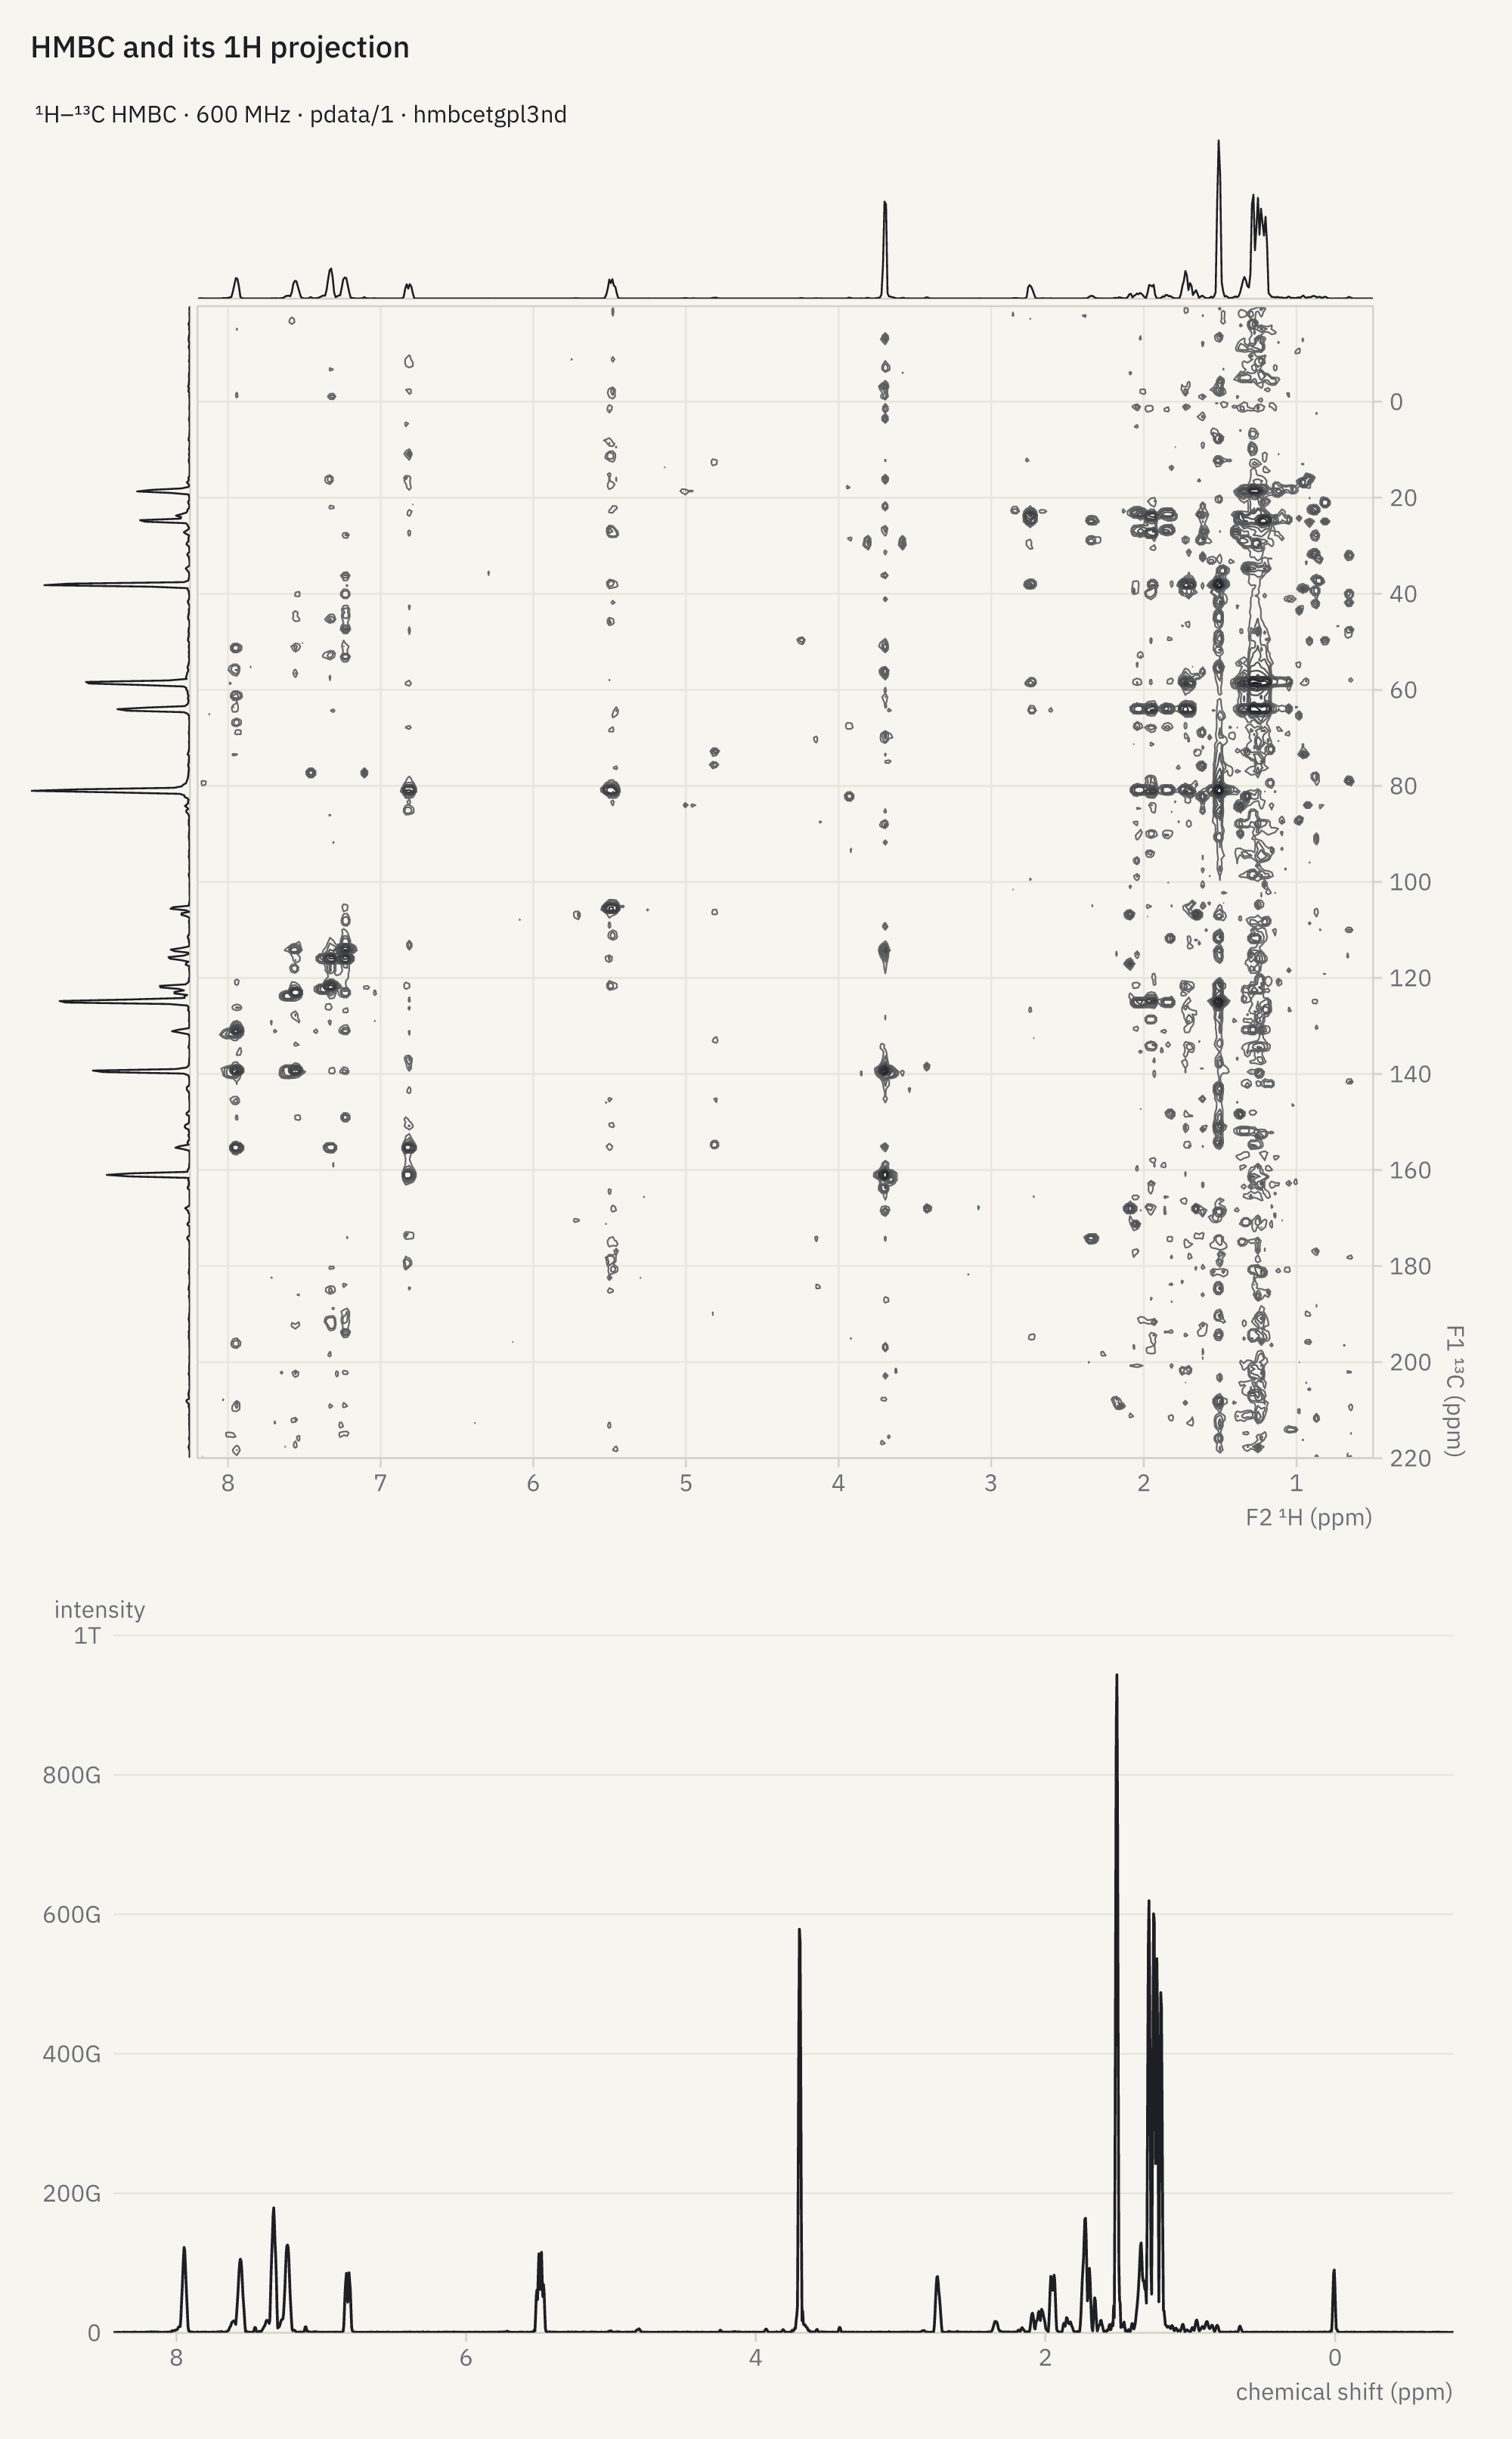 HMBC and its 1H projection
¹H–¹³C HMBC · 600 MHz · pdata/1 · hmbcetgpl3nd
0
20
40
60
80
100
120
140
160
180
200
220
F1 ¹³C (ppm)
8 7 6 5 4 3 2 1
F2 ¹H (ppm)
intensity
1T
800G
600G
400G
200G
0
8 6 4 2 0
chemical shift (ppm)